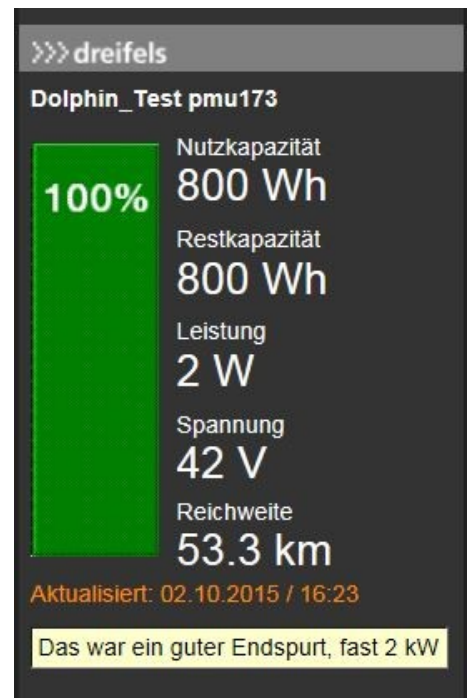 >>> dreifels
Dolphin_Test pmu173
100%
Nutzkapazität
800 Wh
Restkapazität
800 Wh
Leistung
2 W
Spannung
42 V
Reichweite
53.3 km
Aktualisiert: 02.10.2015 / 16:23
Das war ein guter Endspurt, fast 2 kW